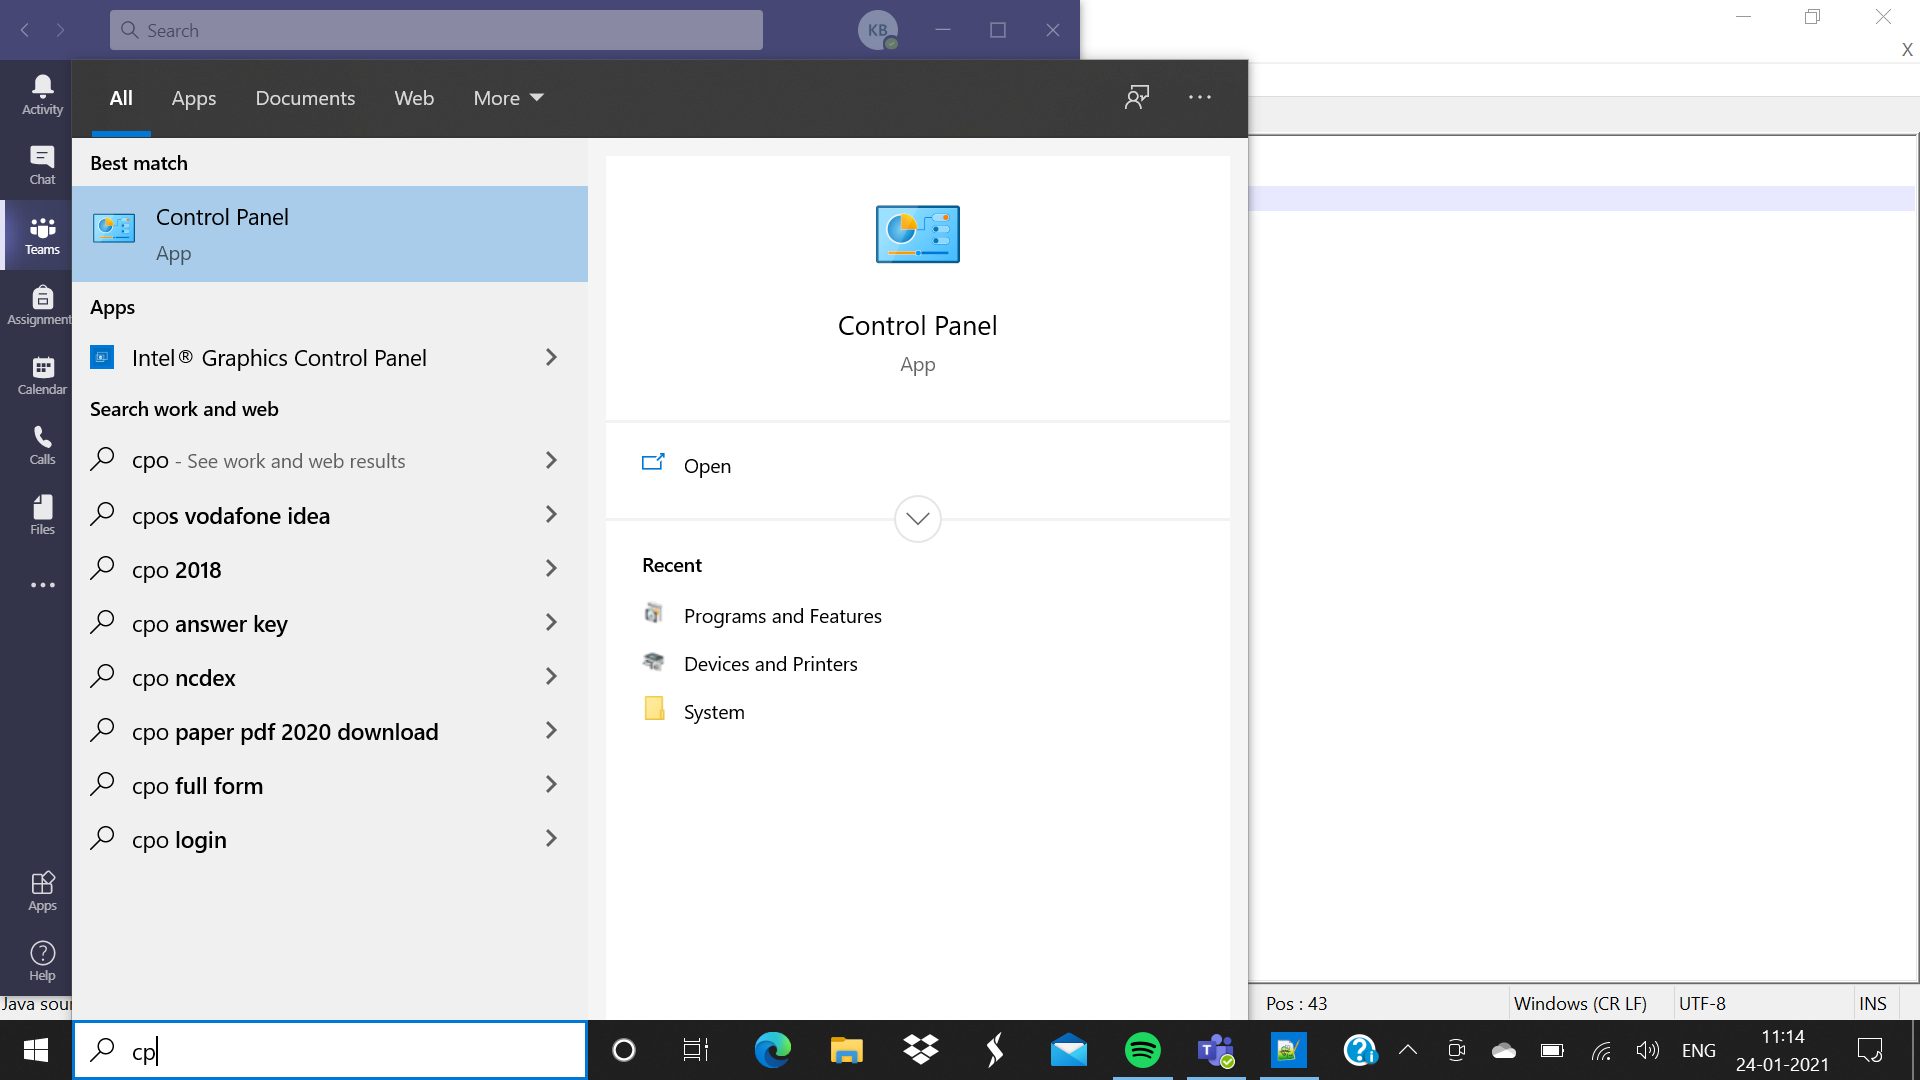 Search
KB
X
Activity
Chat
Teams
Assignment
Calendar
Calls
Files
Apps
Help
All Apps Documents Web More
Best match
Control Panel
App
Apps
Intel® Graphics Control Panel
Search work and web
cpo - See work and web results
cpos vodafone idea
cpo 2018
cpo answer key
cpo ncdex
cpo paper pdf 2020 download
cpo full form
cpo login
Control Panel
App
Open
Recent
Programs and Features
Devices and Printers
System
Java sour
Pos : 43 Windows (CR LF) UTF-8 INS
cp
ENG
11:14
24-01-2021